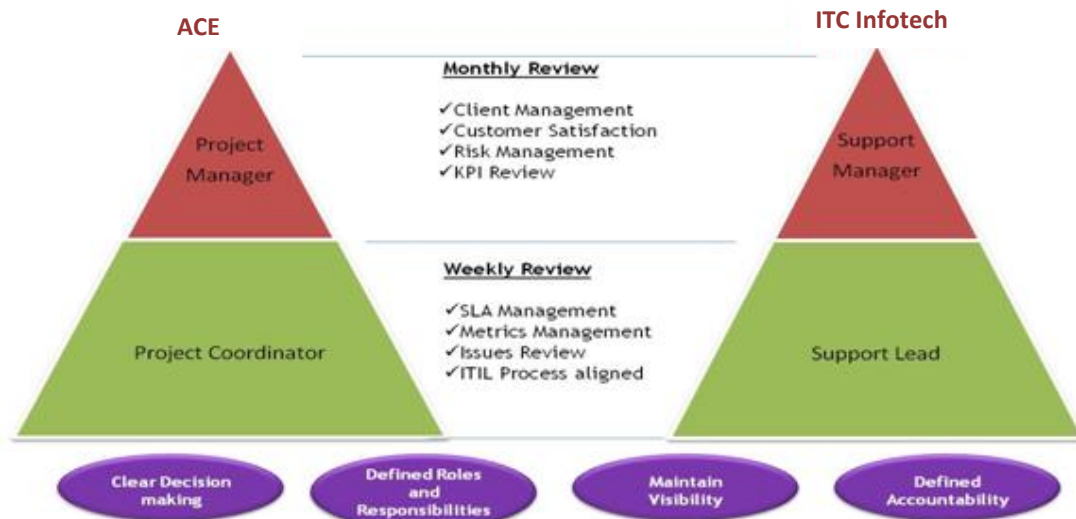 ACE
ITC Infotech
Monthly Review
✓Client Management
✓Customer Satisfaction
✓Risk Management
✓KPI Review
Project
Manager
Support
Manager
Weekly Review
✓SLA Management
✓Metrics Management
✓Issues Review
✓ITIL Process aligned
Project Coordinator
Support Lead
Clear Decision
making
Defined Roles
and
Responsibilities
Maintain
Visibility
Defined
Accountability